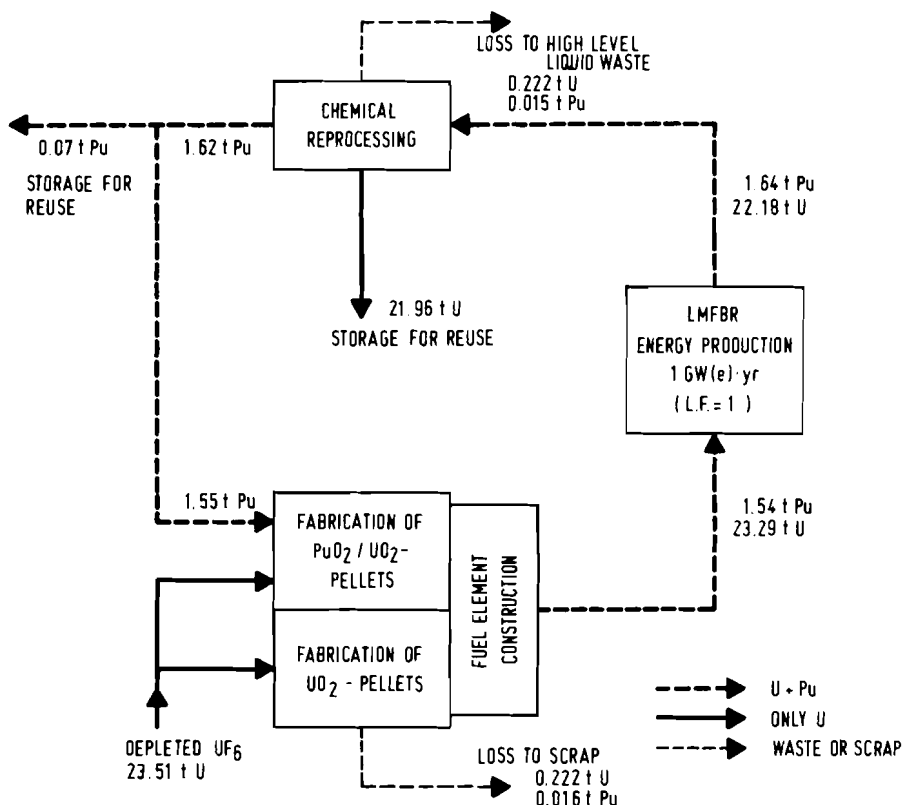 LOSS TO HIGH LEVEL
LIQUID WASTE
0.222 t U
0.015 t Pu
CHEMICAL
REPROCESSING
0.07 t Pu
1.62 t Pu
STORAGE FOR
REUSE
1.64 t Pu
22.18 t U
21.96 t U
STORAGE FOR REUSE
LMFBR
ENERGY PRODUCTION
1 GW(e)·yr
(L.F.=1)
1.55 t Pu
FABRICATION OF
PuO₂/UO₂-
PELLETS
1.54 t Pu
23.29 t U
FUEL ELEMENT
CONSTRUCTION
FABRICATION OF
UO₂ - PELLETS
DEPLETED UF₆
23.51 t U
LOSS TO SCRAP
0.222 t U
0.016 t Pu
U + Pu
ONLY U
WASTE OR SCRAP